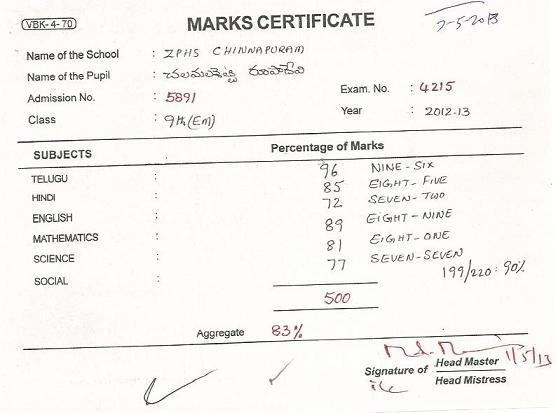 VBK-4-70
MARKS CERTIFICATE
2-5-2013
Name of the School : ZPHS CHINNAPURAM
Name of the Pupil : చలమలశెట్టి రూపాదేవి
Admission No. : 5891
Exam. No. : 4215
Class : 9th (Em)
Year : 2012-13
SUBJECTS Percentage of Marks
TELUGU : 96 NINE-SIX
HINDI : 85 EIGHT-FIVE
ENGLISH : 72 SEVEN-TWO
MATHEMATICS : 89 EIGHT-NINE
SCIENCE : 81 EIGHT-ONE
SOCIAL : 77 SEVEN-SEVEN
199/220:90%
500
Aggregate 83%
1/5/13
Signature of Head Master
Head Mistress